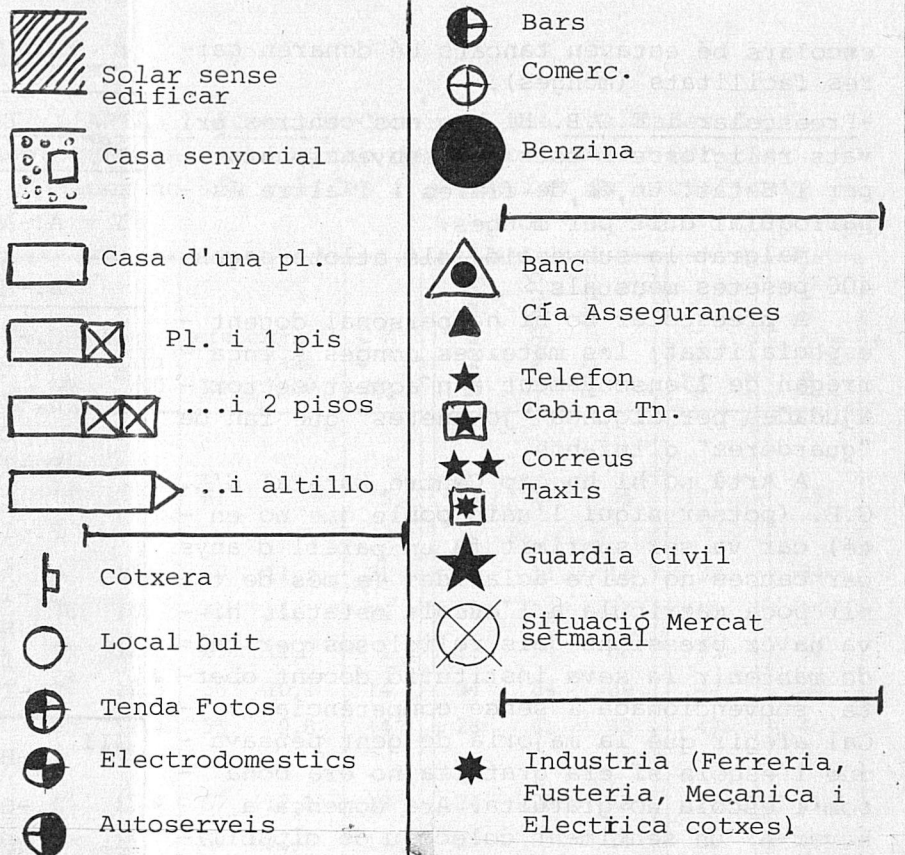 Solar sense
edificar
Casa senyorial
Casa d'una pl.
Pl. i 1 pis
...i 2 pisos
..i altillo
Cotxera
Local buit
Tenda Fotos
Electrodomestics
Autoserveis
Bars
Comerç.
Benzina
Banc
Cía Assegurances
Telefon
Cabina Tn
Correus
Taxis
Guardia Civil
Situació Mercat
setmanal
Industria (Ferreria,
Fusteria, Mecanica i
Electrica cotxes)